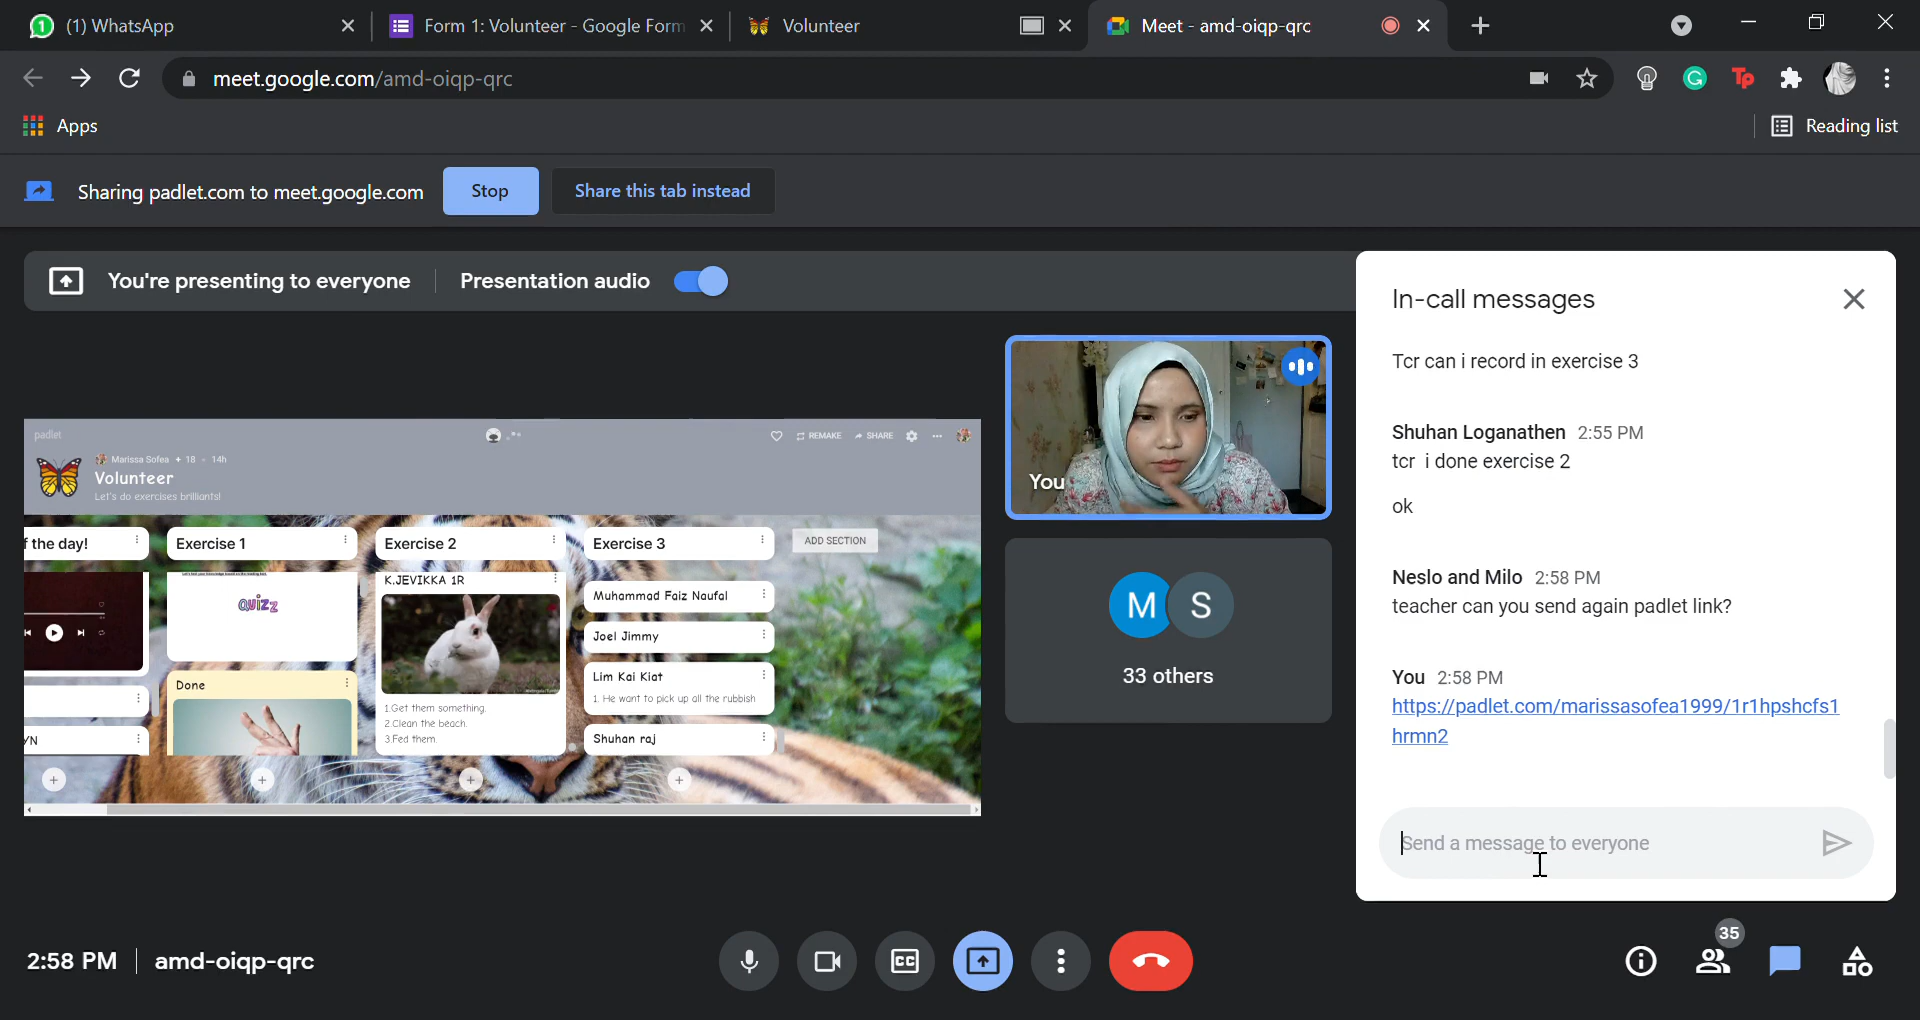 (1) WhatsApp
Form 1: Volunteer - Google Form
Volunteer
Meet - amd-oiqp-qrc
meet.google.com/amd-oiqp-qrc
Apps
Reading list
Sharing padlet.com to meet.google.com
Stop
Share this tab instead
You're presenting to everyone
Presentation audio
padlet
REMAKE
SHARE
Marissa Sofea + 18 • 14h
Volunteer
Let's do exercises brilliants!
f the day!
Exercise 1
Exercise 2
Exercise 3
ADD SECTION
QUIZZ
Done
YN
K.JEVIKKA 1R
1.Get them something.
2.Clean the beach.
3.Fed them.
Muhammad Faiz Naufal
Joel Jimmy
Lim Kai Kiat
1. He want to pick up all the rubbish
Shuhan raj
You
M S
33 others
In-call messages
Tcr can i record in exercise 3
Shuhan Loganathen 2:55 PM
tcr i done exercise 2
ok
Neslo and Milo 2:58 PM
teacher can you send again padlet link?
You 2:58 PM
https://padlet.com/marissasofea1999/1r1hpshcfs1
hrmn2
Send a message to everyone
2:58 PM | amd-oiqp-qrc
CC
35